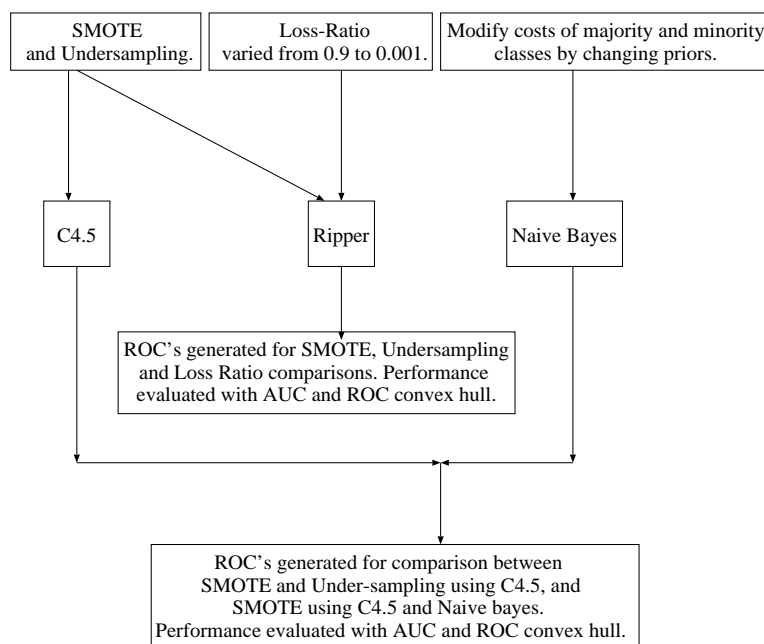 SMOTE
and Undersampling.
Loss-Ratio
varied from 0.9 to 0.001.
Modify costs of majority and minority
classes by changing priors.
C4.5
Ripper
Naive Bayes
ROC's generated for SMOTE, Undersampling
and Loss Ratio comparisons. Performance
evaluated with AUC and ROC convex hull.
ROC's generated for comparison between
SMOTE and Under-sampling using C4.5, and
SMOTE using C4.5 and Naive bayes.
Performance evaluated with AUC and ROC convex hull.